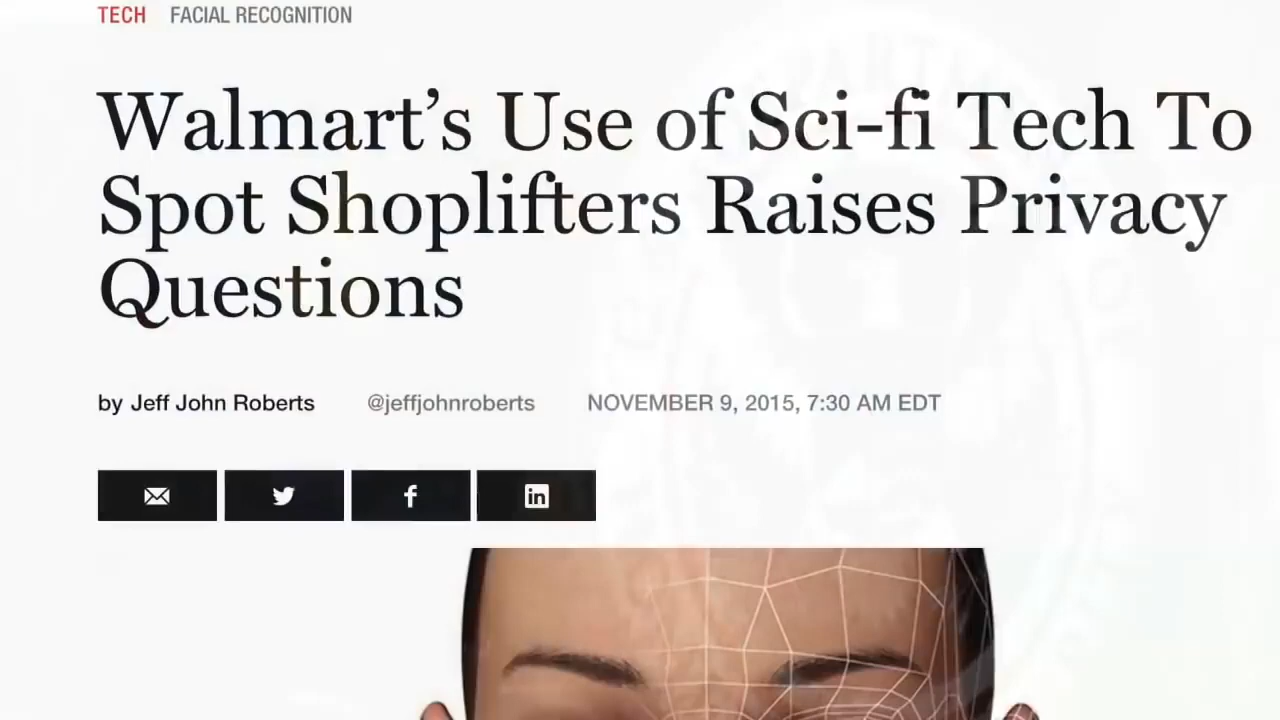 TECH FACIAL RECOGNITION
Walmart’s Use of Sci-fi Tech To
Spot Shoplifters Raises Privacy
Questions
by Jeff John Roberts @jeffjohnroberts NOVEMBER 9, 2015, 7:30 AM EDT